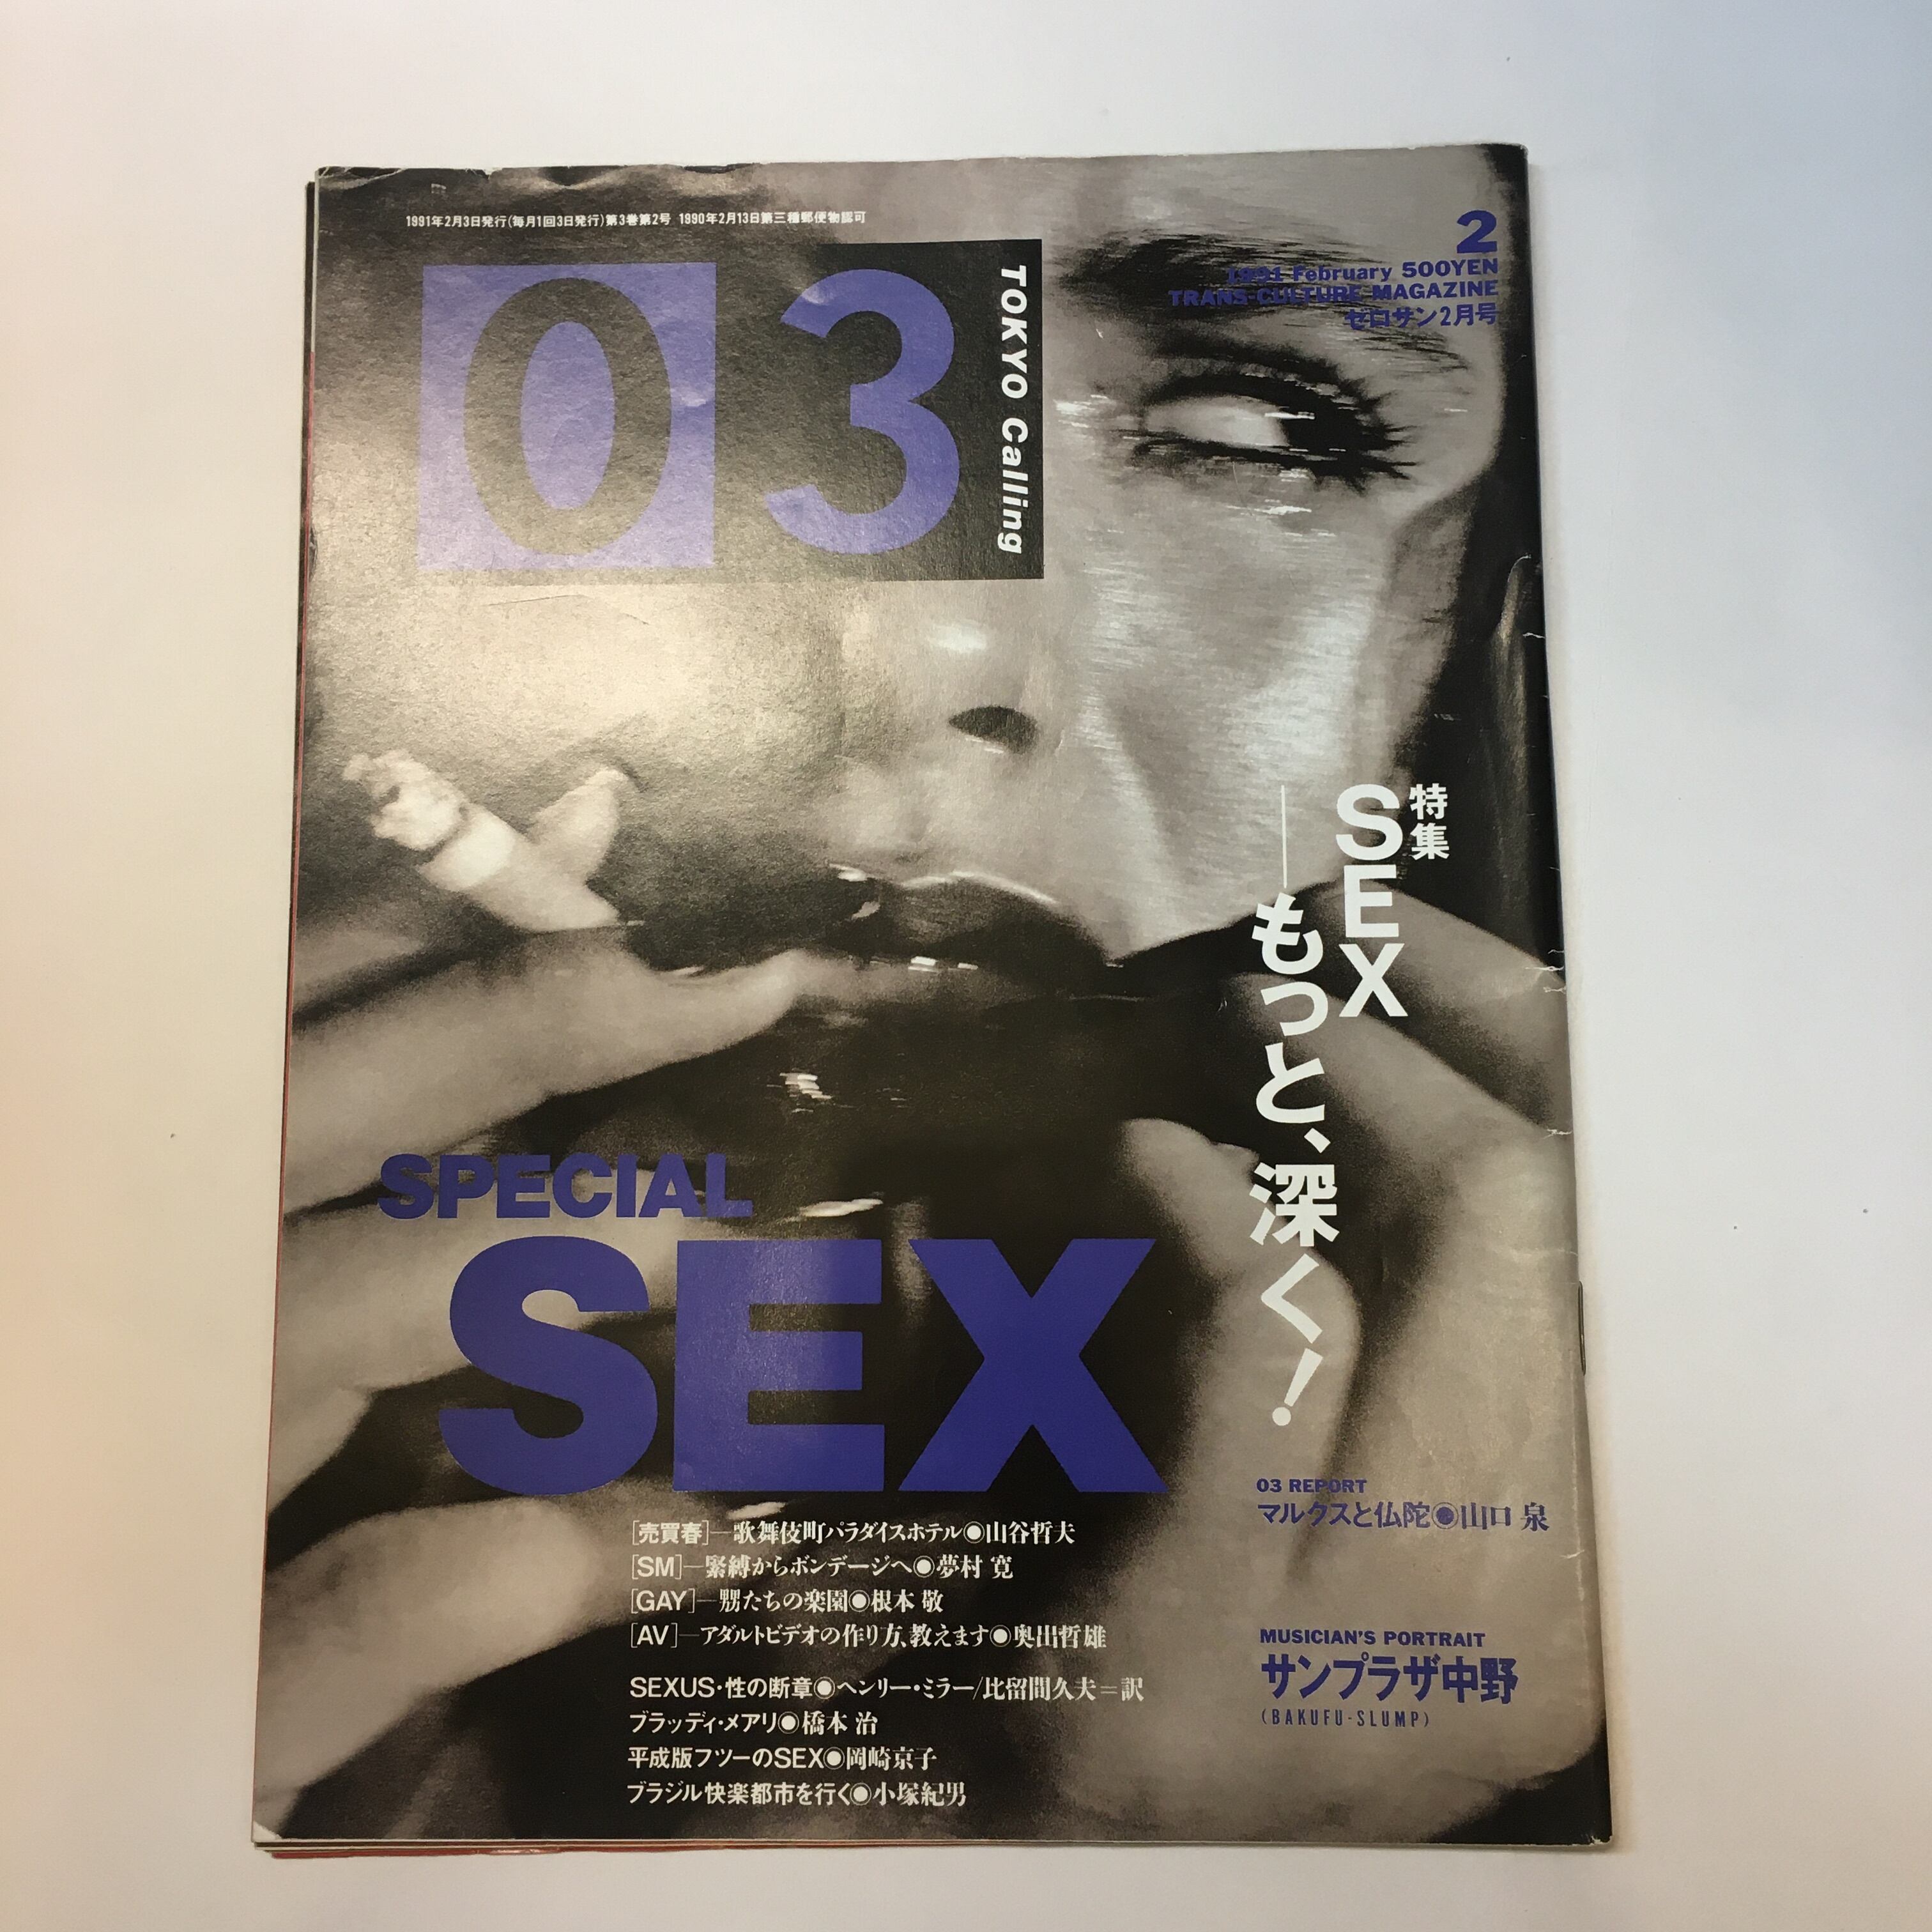 1991年2月3日発行(毎月1回3日発行)第3巻第2号 1990年2月13日第三種郵便物認可
03
TOKYO Calling
2
1991 February 500YEN
TRANS CULTURE MAGAZINE
ゼロサン2月号
特集
SEX
──もっと、深く!
SPECIAL
SEX
[売買春]─歌舞伎町パラダイスホテル◉山谷哲夫
[SM]─緊縛からボンデージへ◉夢村 寛
[GAY]─嬲たちの楽園◉根本 敬
[AV]─アダルトビデオの作り方、教えます◉奥出哲雄
SEXUS・性の断章◉ヘンリー・ミラー/比留間久夫=訳
ブラッディ・メアリ◉橋本 治
平成版フツーのSEX◉岡崎京子
ブラジル快楽都市を行く◉小塚紀男
03 REPORT
マルクスと仏陀◉山口 泉
MUSICIAN'S PORTRAIT
サンプラザ中野
(BAKUFU-SLUMP)